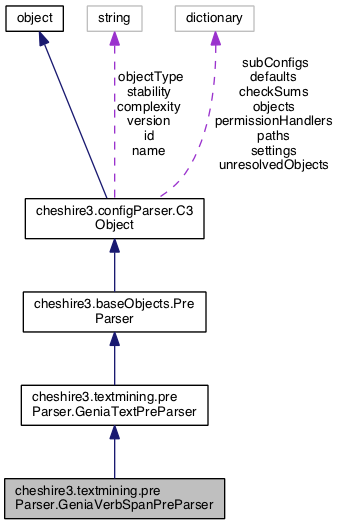 object
string
dictionary
objectType
stability
complexity
version
id
name
subConfigs
defaults
checkSums
objects
permissionHandlers
paths
settings
unresolvedObjects
cheshire3.configParser.C3
Object
cheshire3.baseObjects.Pre
Parser
cheshire3.textmining.pre
Parser.GeniaTextPreParser
cheshire3.textmining.pre
Parser.GeniaVerbSpanPreParser